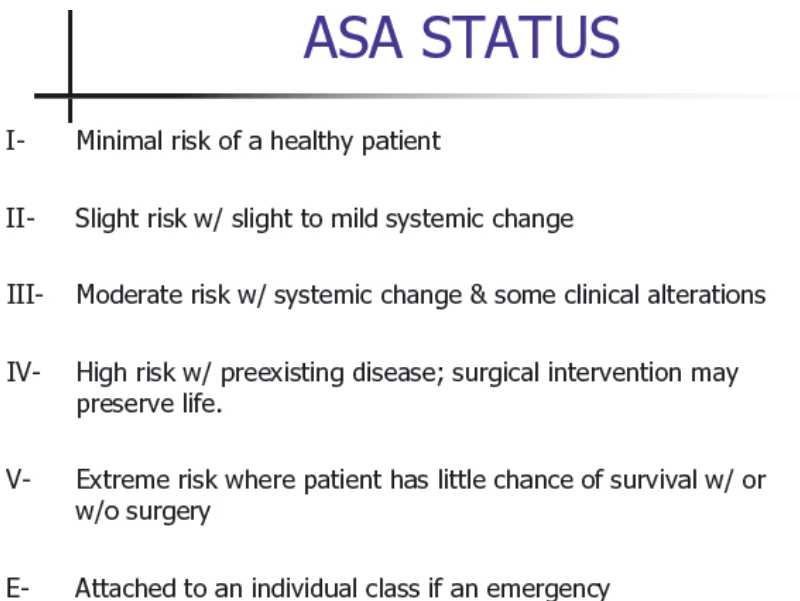 ASA STATUS
I- Minimal risk of a healthy patient
II- Slight risk w/ slight to mild systemic change
III- Moderate risk w/ systemic change & some clinical alterations
IV- High risk w/ preexisting disease; surgical intervention may
preserve life.
V- Extreme risk where patient has little chance of survival w/ or
w/o surgery
E- Attached to an individual class if an emergency